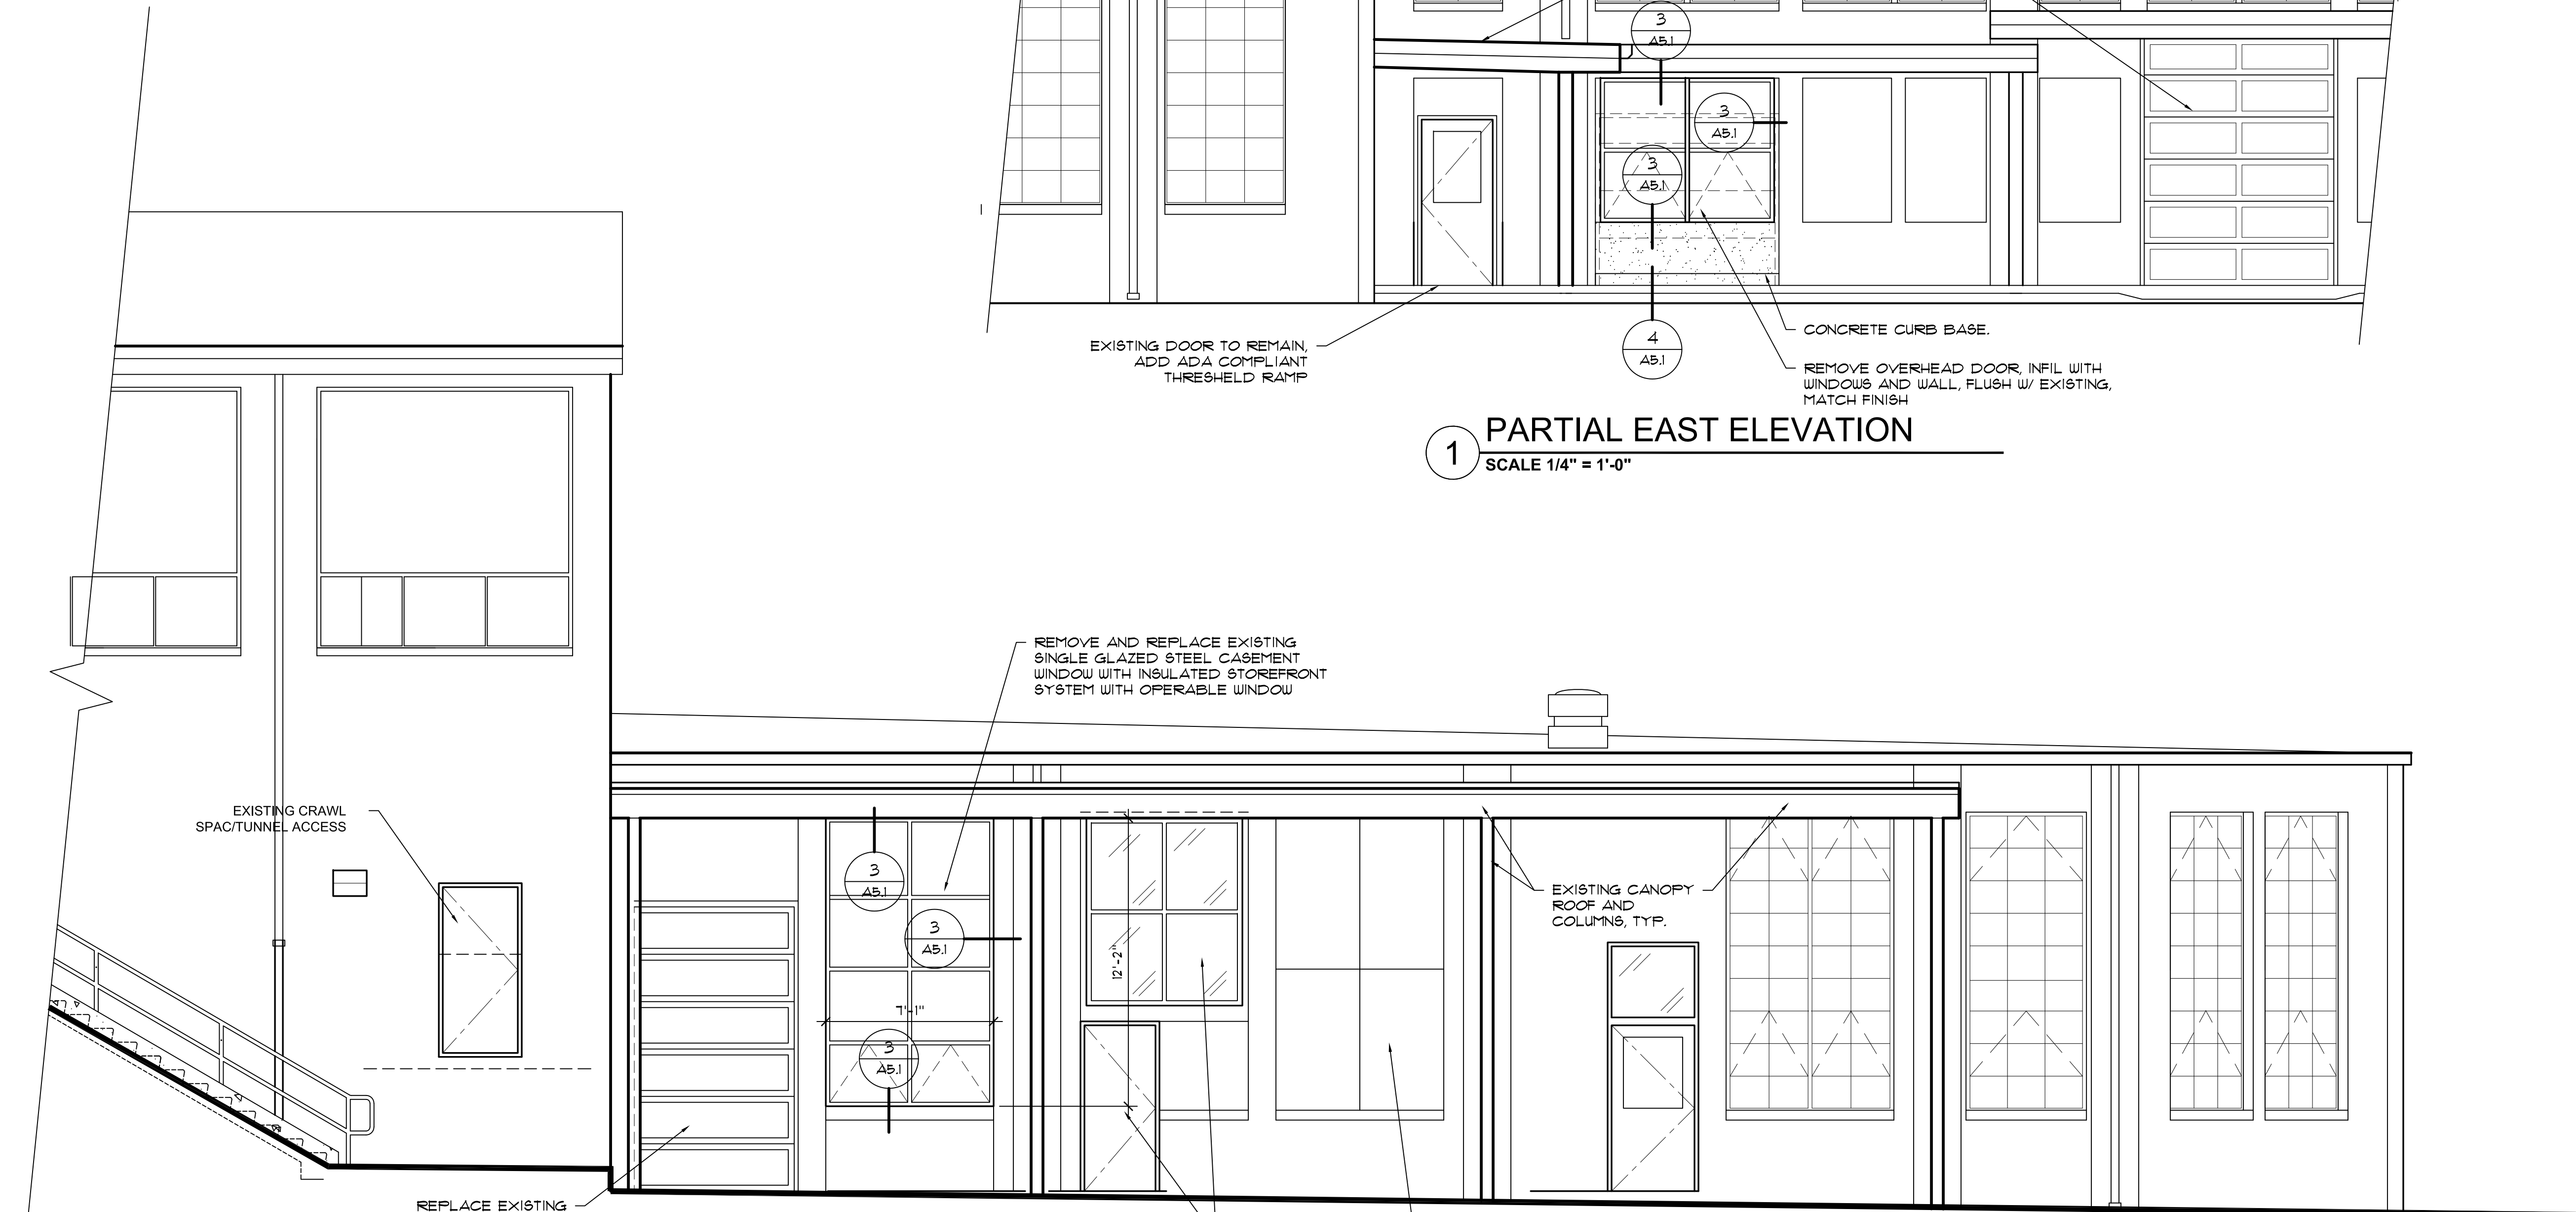 3
A5.1
3
A5.1
3
A5.1
4
A5.1
EXISTING DOOR TO REMAIN,
ADD ADA COMPLIANT
THRESHELD RAMP
CONCRETE CURB BASE.
REMOVE OVERHEAD DOOR, INFIL WITH
WINDOWS AND WALL, FLUSH W/ EXISTING,
MATCH FINISH
1
PARTIAL EAST ELEVATION
SCALE 1/4" = 1'-0"
REMOVE AND REPLACE EXISTING
SINGLE GLAZED STEEL CASEMENT
WINDOW WITH INSULATED STOREFRONT
SYSTEM WITH OPERABLE WINDOW
EXISTING CRAWL
SPAC/TUNNEL ACCESS
3
A5.1
3
A5.1
12'-2"
7'-1"
3
A5.1
EXISTING CANOPY
ROOF AND
COLUMNS, TYP.
REPLACE EXISTING